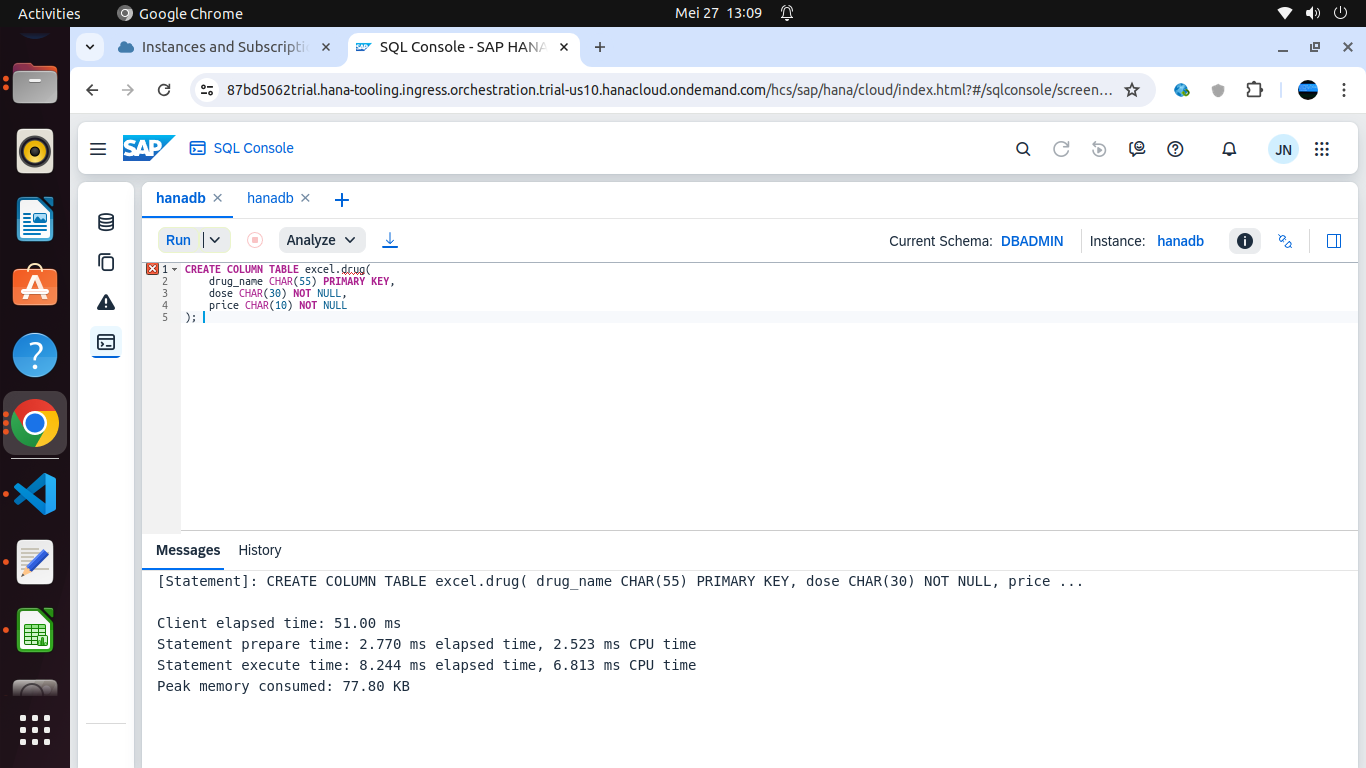 Activities
Google Chrome
Mei 27 13:09
Instances and Subscripti
SQL Console - SAP HANA
87bd5062trial.hana-tooling.ingress.orchestration.trial-us10.hanacloud.ondemand.com/hcs/sap/hana/cloud/index.html?#/sqlconsole/screen...
SAP
SQL Console
JN
hanadb
hanadb
Run
Analyze
Current Schema: DBADMIN
Instance: hanadb
1 CREATE COLUMN TABLE excel.drug(
2 drug_name CHAR(55) PRIMARY KEY,
3 dose CHAR(30) NOT NULL,
4 price CHAR(10) NOT NULL
5 );
Messages
History
[Statement]: CREATE COLUMN TABLE excel.drug( drug_name CHAR(55) PRIMARY KEY, dose CHAR(30) NOT NULL, price ...
Client elapsed time: 51.00 ms
Statement prepare time: 2.770 ms elapsed time, 2.523 ms CPU time
Statement execute time: 8.244 ms elapsed time, 6.813 ms CPU time
Peak memory consumed: 77.80 KB